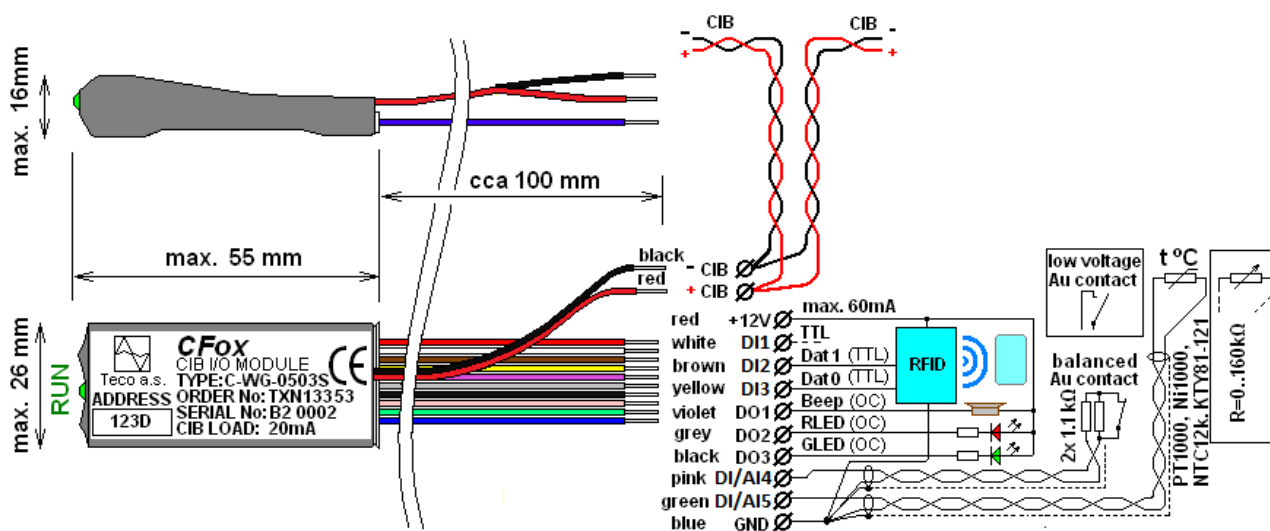 CIB
CIB
-
+
-
+
max. 16mm
cca 100 mm
max. 55 mm
black
- CIB
red
+ CIB
max. 26 mm
RUN
CFox
CIB I/O MODULE
Teco a.s.
TYPE:C-WG-0503S
ADDRESS
ORDER No:TXN13353
SERIAL No:B2 0002
123D
CIB LOAD: 20mA
CE
red +12V max. 60mA
white DI1 TTL
brown DI2 Dat1 (TTL)
yellow DI3 Dat0 (TTL)
violet DO1 Beep (OC)
grey DO2 RLED (OC)
black DO3 GLED (OC)
pink DI/AI4
green DI/AI5
blue GND
RFID
low voltage
Au contact
balanced
Au contact
2x 1.1kΩ
t ºC
PT1000, Ni1000,
NTC12k,KTY81-121
R=0..160kΩ